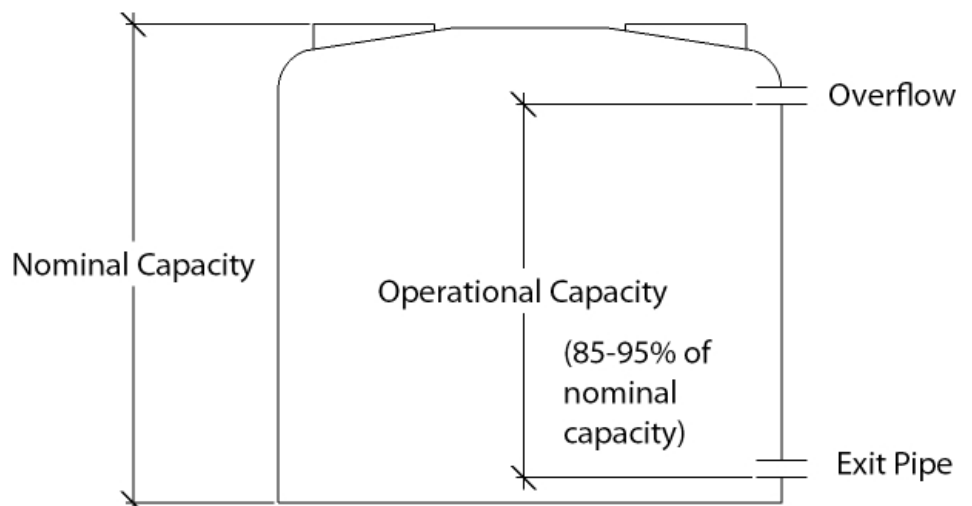 Overflow
Nominal Capacity
Operational Capacity
(85-95% of
nominal
capacity)
Exit Pipe